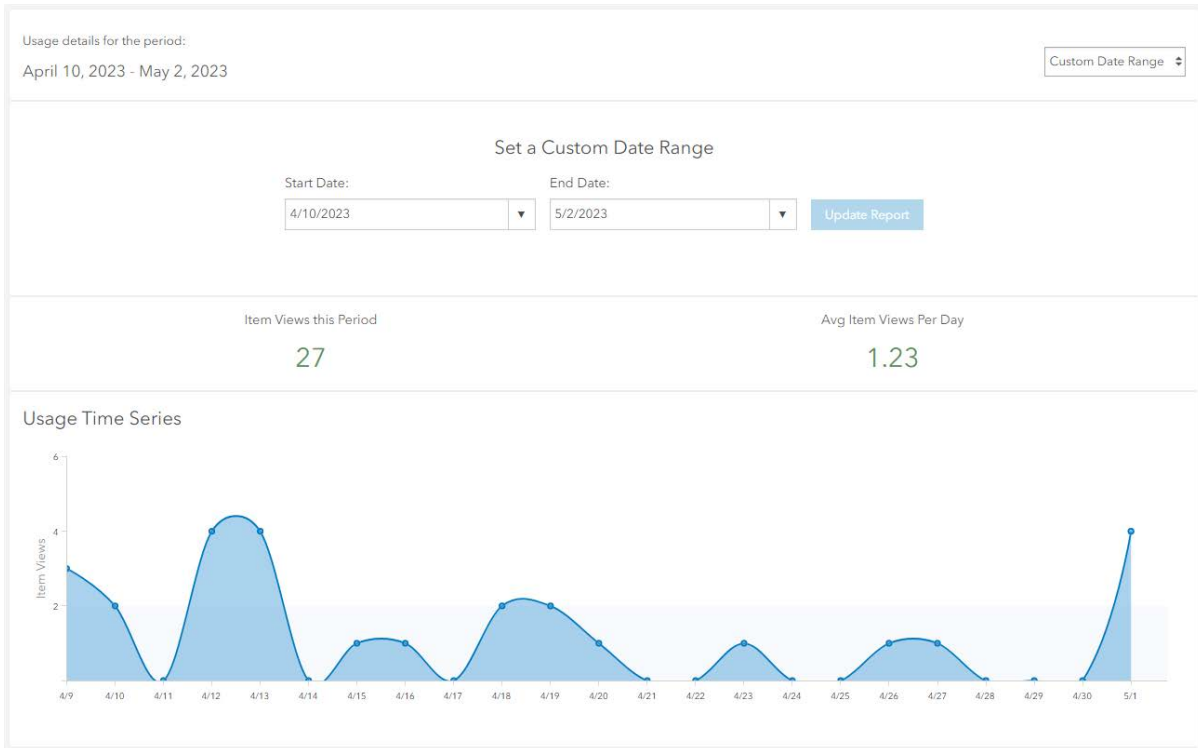 Usage details for the period:
April 10, 2023 - May 2, 2023
Custom Date Range
Set a Custom Date Range
Start Date:
End Date:
4/10/2023
5/2/2023
Update Report
Item Views this Period
Avg Item Views Per Day
27
1.23
Usage Time Series
6
4
2
Item Views
4/9 4/10 4/11 4/12 4/13 4/14 4/15 4/16 4/17 4/18 4/19 4/20 4/21 4/22 4/23 4/24 4/25 4/26 4/27 4/28 4/29 4/30 5/1